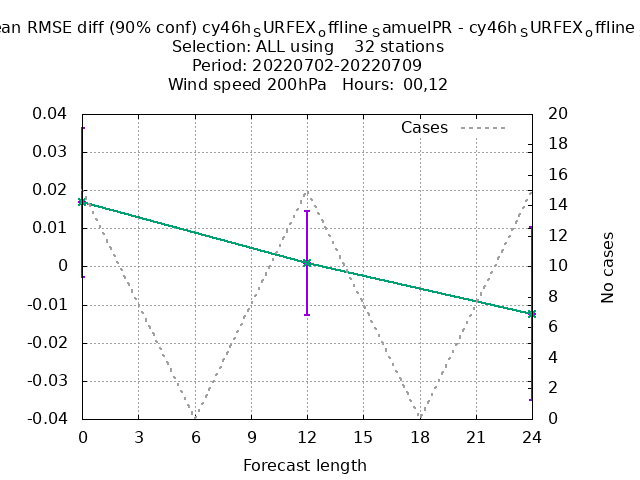 ean RMSE diff (90% conf) cy46h_SURFEX_offline_SamuelPR - cy46h_SURFEX_offline
Selection: ALL using 32 stations
Period: 20220702-20220709
Wind speed 200hPa Hours: 00,12
Cases
0.04
0.03
0.02
0.01
0
-0.01
-0.02
-0.03
-0.04
20
18
16
14
12
10
8
6
4
2
0
No cases
0 3 6 9 12 15 18 21 24
Forecast length